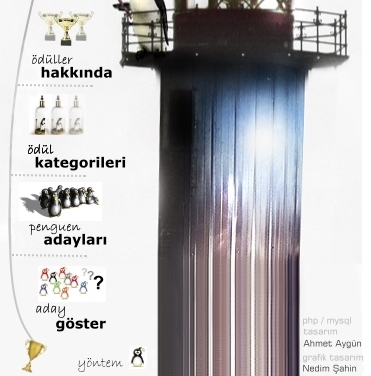 ödüller
hakkında
ödül
kategorileri
penguen
adayları
???
aday
göster
yöntem
php / mysql
tasarım
Ahmet Aygün
grafik tasarım
Nedim Şahin